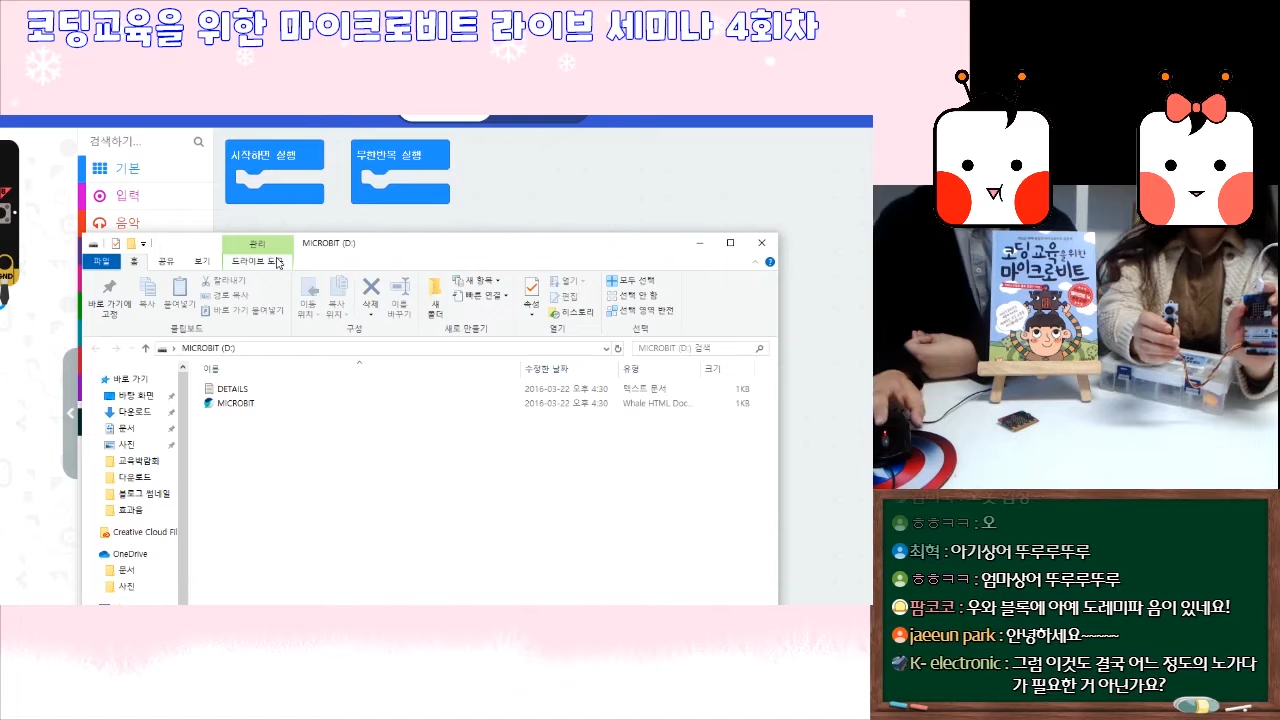 코딩교육을 위한 마이크로비트 라이브 세미나 4회차
검색하기...
기본
입력
음악
시작하면 실행
무한반복 실행
관리
MICROBIT (D:)
파일
홈
공유
보기
드라이브 도
바로 가기에 고정
복사
붙여넣기
잘라내기
경로 복사
바로 가기 붙여넣기
클립보드
이동 위치
복사 위치
삭제
이름 바꾸기
구성
새 폴더
새 항목
빠른 연결
새로 만들기
속성
열기
편집
히스토리
열기
모두 선택
선택 안 함
선택 영역 반전
선택
MICROBIT (D:)
MICROBIT (D:) 검색
이름
수정한 날짜
유형
크기
DETAILS
2016-03-22 오후 4:30
텍스트 문서
1KB
MICROBIT
2016-03-22 오후 4:30
Whale HTML Doc...
1KB
바로 가기
바탕 화면
다운로드
문서
사진
교육박람회
다운로드
블로그 썸네일
효과음
Creative Cloud Fil
OneDrive
문서
사진
GND
코딩교육을 위한
마이크로비트
ㅎㅎㅋㅋ : 오
최혁 : 아기상어 뚜루루뚜루
ㅎㅎㅋㅋ : 엄마상어 뚜루루뚜루
팜코코 : 우와 블록에 아예 도레미파 음이 있네요!
jaeeun park : 안녕하세요~~~~~
K- electronic : 그럼 이것도 결국 어느 정도의 노가다
가 필요한 거 아닌가요?